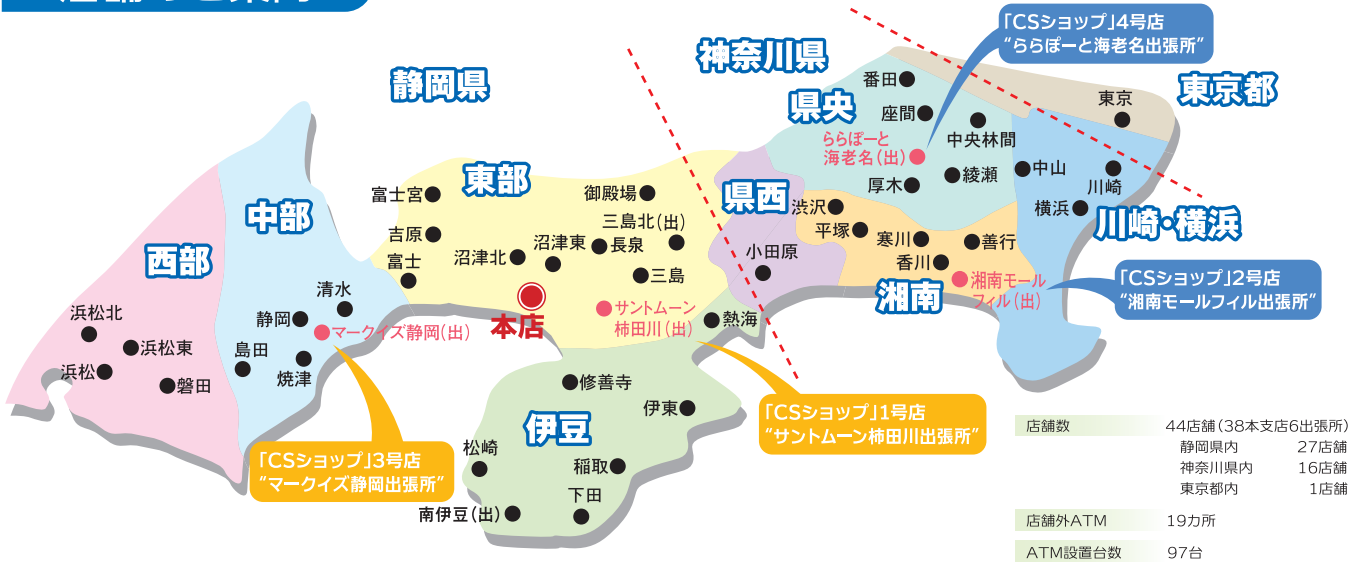 静岡県
神奈川県
東京都
「CSショップ」4号店
“ららぽーと海老名出張所”
県央
番田
座間
中央林間
ららぽーと
海老名(出)
厚木
綾瀬
東京
中山
川崎
横浜
川崎・横浜
県西
小田原
渋沢
平塚
寒川
香川
善行
湘南モール
フィル(出)
湘南
「CSショップ」2号店
“湘南モールフィル出張所”
東部
富士宮
吉原
富士
御殿場
三島北(出)
沼津東
長泉
沼津北
三島
本店
サントムーン
柿田川(出)
熱海
中部
清水
静岡
マークイズ静岡(出)
島田
焼津
西部
浜松北
浜松東
浜松
磐田
「CSショップ」3号店
“マークイズ静岡出張所”
伊豆
修善寺
伊東
松崎
稲取
下田
南伊豆(出)
「CSショップ」1号店
“サントムーン柿田川出張所”
店舗数 44店舗(38本支店6出張所)
静岡県内 27店舗
神奈川県内 16店舗
東京都内 1店舗
店舗外ATM 19カ所
ATM設置台数 97台